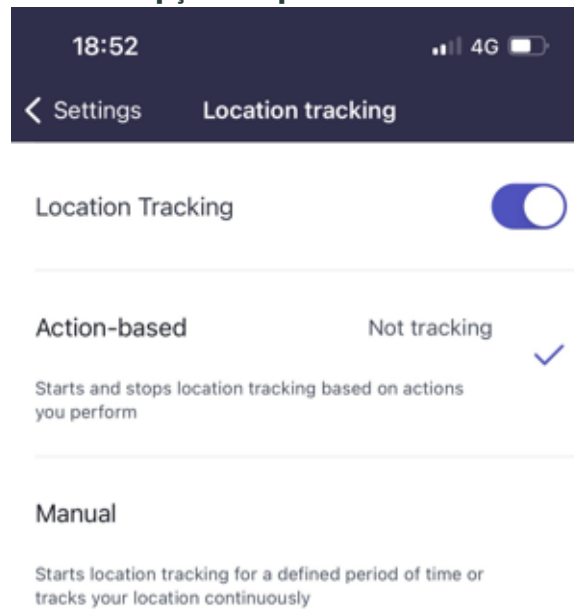 18:52 4G
Settings Location tracking
Location Tracking
Action-based Not tracking
Starts and stops location tracking based on actions
you perform
Manual
Starts location tracking for a defined period of time or
tracks your location continuously